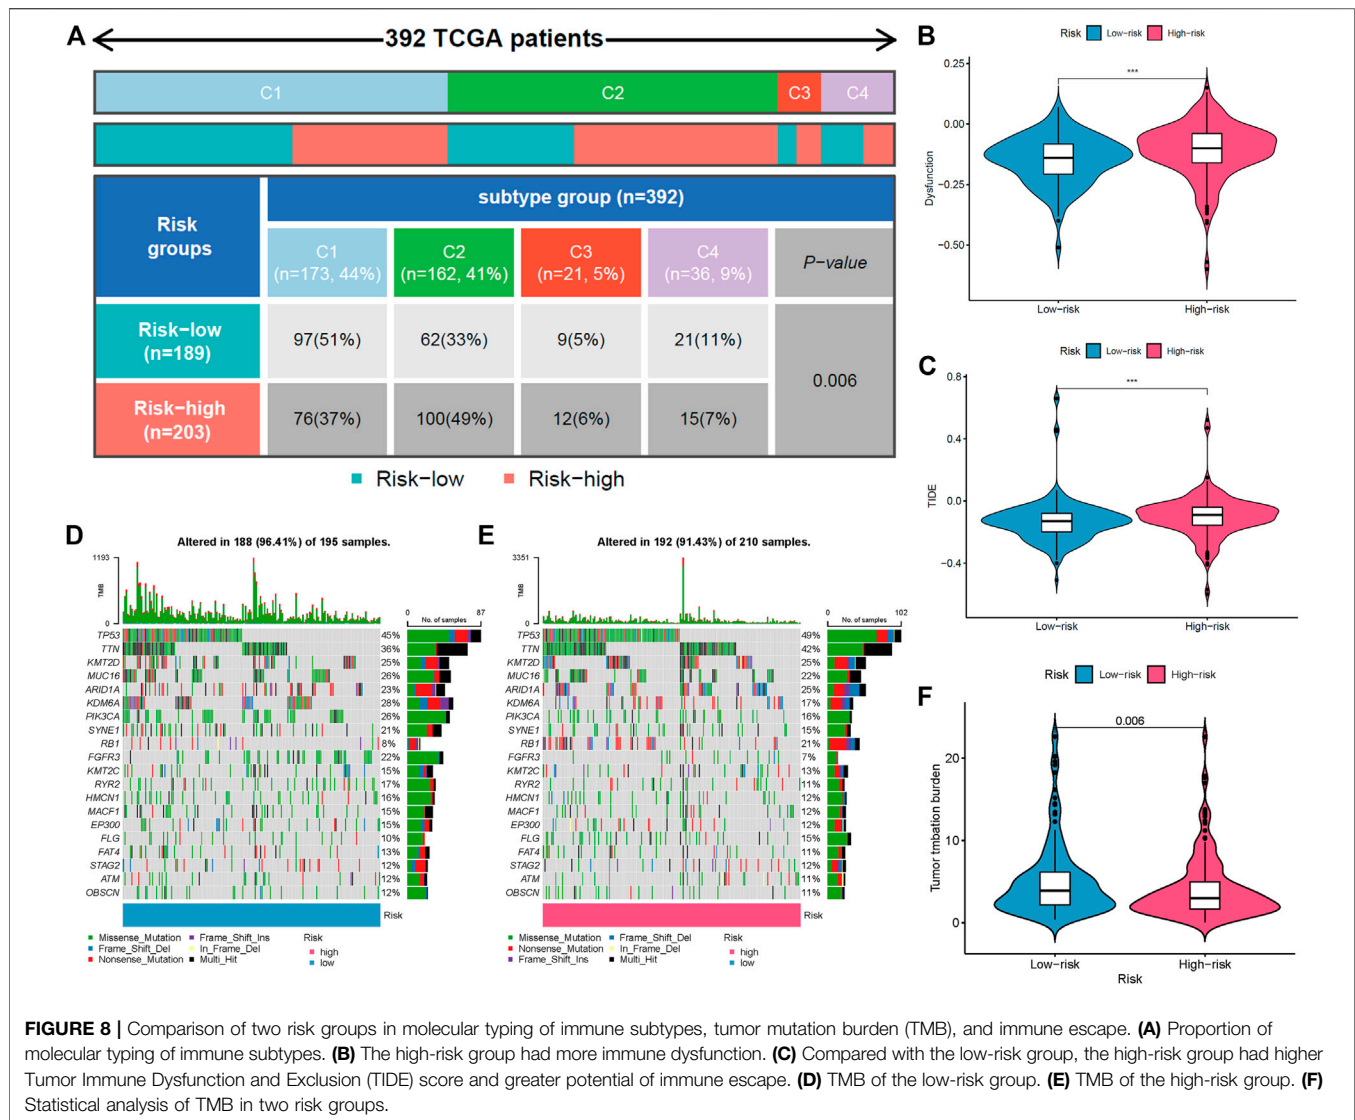 A
392 TCGA patients
C1 C2 C3 C4
Risk groups
subtype group (n=392)
C1 (n=173, 44%)
C2 (n=162, 41%)
C3 (n=21, 5%)
C4 (n=36, 9%)
P−value
Risk−low (n=189)
97(51%) 62(33%) 9(5%) 21(11%)
0.006
Risk−high (n=203)
76(37%) 100(49%) 12(6%) 15(7%)
Risk−low Risk−high
B
Risk Low−risk High−risk
***
0.25
0.00
−0.25
−0.50
Dysfunction
Low−risk High−risk
C
Risk Low−risk High−risk
***
0.8
0.4
0.0
−0.4
TIDE
Low−risk High−risk
D
Altered in 188 (96.41%) of 195 samples.
1193
0
TMB
No. of samples
0 87
TP53 45%
TTN 36%
KMT2D 25%
MUC16 26%
ARID1A 23%
KDM6A 28%
PIK3CA 26%
SYNE1 21%
RB1 8%
FGFR3 22%
KMT2C 15%
RYR2 17%
HMCN1 16%
MACF1 15%
EP300 15%
FLG 10%
FAT4 13%
STAG2 12%
ATM 12%
OBSCN 12%
Risk
Missense_Mutation Frame_Shift_Ins Risk
Frame_Shift_Del In_Frame_Del high
Nonsense_Mutation Multi_Hit low
E
Altered in 192 (91.43%) of 210 samples.
3351
0
TMB
No. of samples
0 102
TP53 49%
TTN 42%
KMT2D 25%
MUC16 22%
ARID1A 25%
KDM6A 17%
PIK3CA 16%
SYNE1 15%
RB1 21%
FGFR3 7%
KMT2C 13%
RYR2 11%
HMCN1 12%
MACF1 12%
EP300 12%
FLG 15%
FAT4 11%
STAG2 12%
ATM 11%
OBSCN 11%
Risk
Missense_Mutation Frame_Shift_Del Risk
Nonsense_Mutation In_Frame_Del high
Frame_Shift_Ins Multi_Hit low
F
Risk Low−risk High−risk
0.006
20
10
0
Tumor tmbation burden
Low−risk High−risk
Risk
FIGURE 8 | Comparison of two risk groups in molecular typing of immune subtypes, tumor mutation burden (TMB), and immune escape. (A) Proportion of
molecular typing of immune subtypes. (B) The high-risk group had more immune dysfunction. (C) Compared with the low-risk group, the high-risk group had higher
Tumor Immune Dysfunction and Exclusion (TIDE) score and greater potential of immune escape. (D) TMB of the low-risk group. (E) TMB of the high-risk group. (F)
Statistical analysis of TMB in two risk groups.